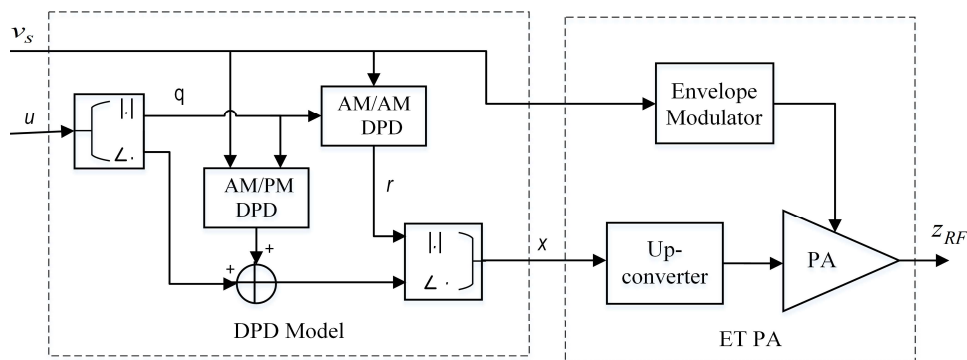 v_s
u
|.|
∠.
q
AM/AM
DPD
AM/PM
DPD
r
+
+
|.|
∠.
x
DPD Model
Envelope
Modulator
Up-
converter
PA
z_RF
ET PA